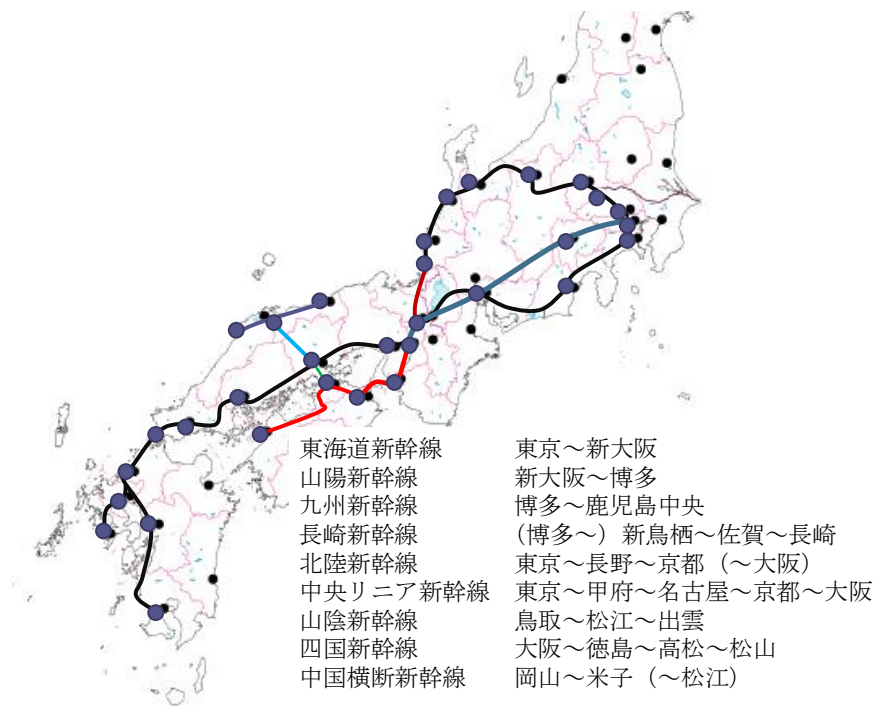 東海道新幹線 東京～新大阪
山陽新幹線 新大阪～博多
九州新幹線 博多～鹿児島中央
長崎新幹線 (博多～) 新鳥栖～佐賀～長崎
北陸新幹線 東京～長野～京都 (～大阪)
中央リニア新幹線 東京～甲府～名古屋～京都～大阪
山陰新幹線 鳥取～松江～出雲
四国新幹線 大阪～徳島～高松～松山
中国横断新幹線 岡山～米子 (～松江)